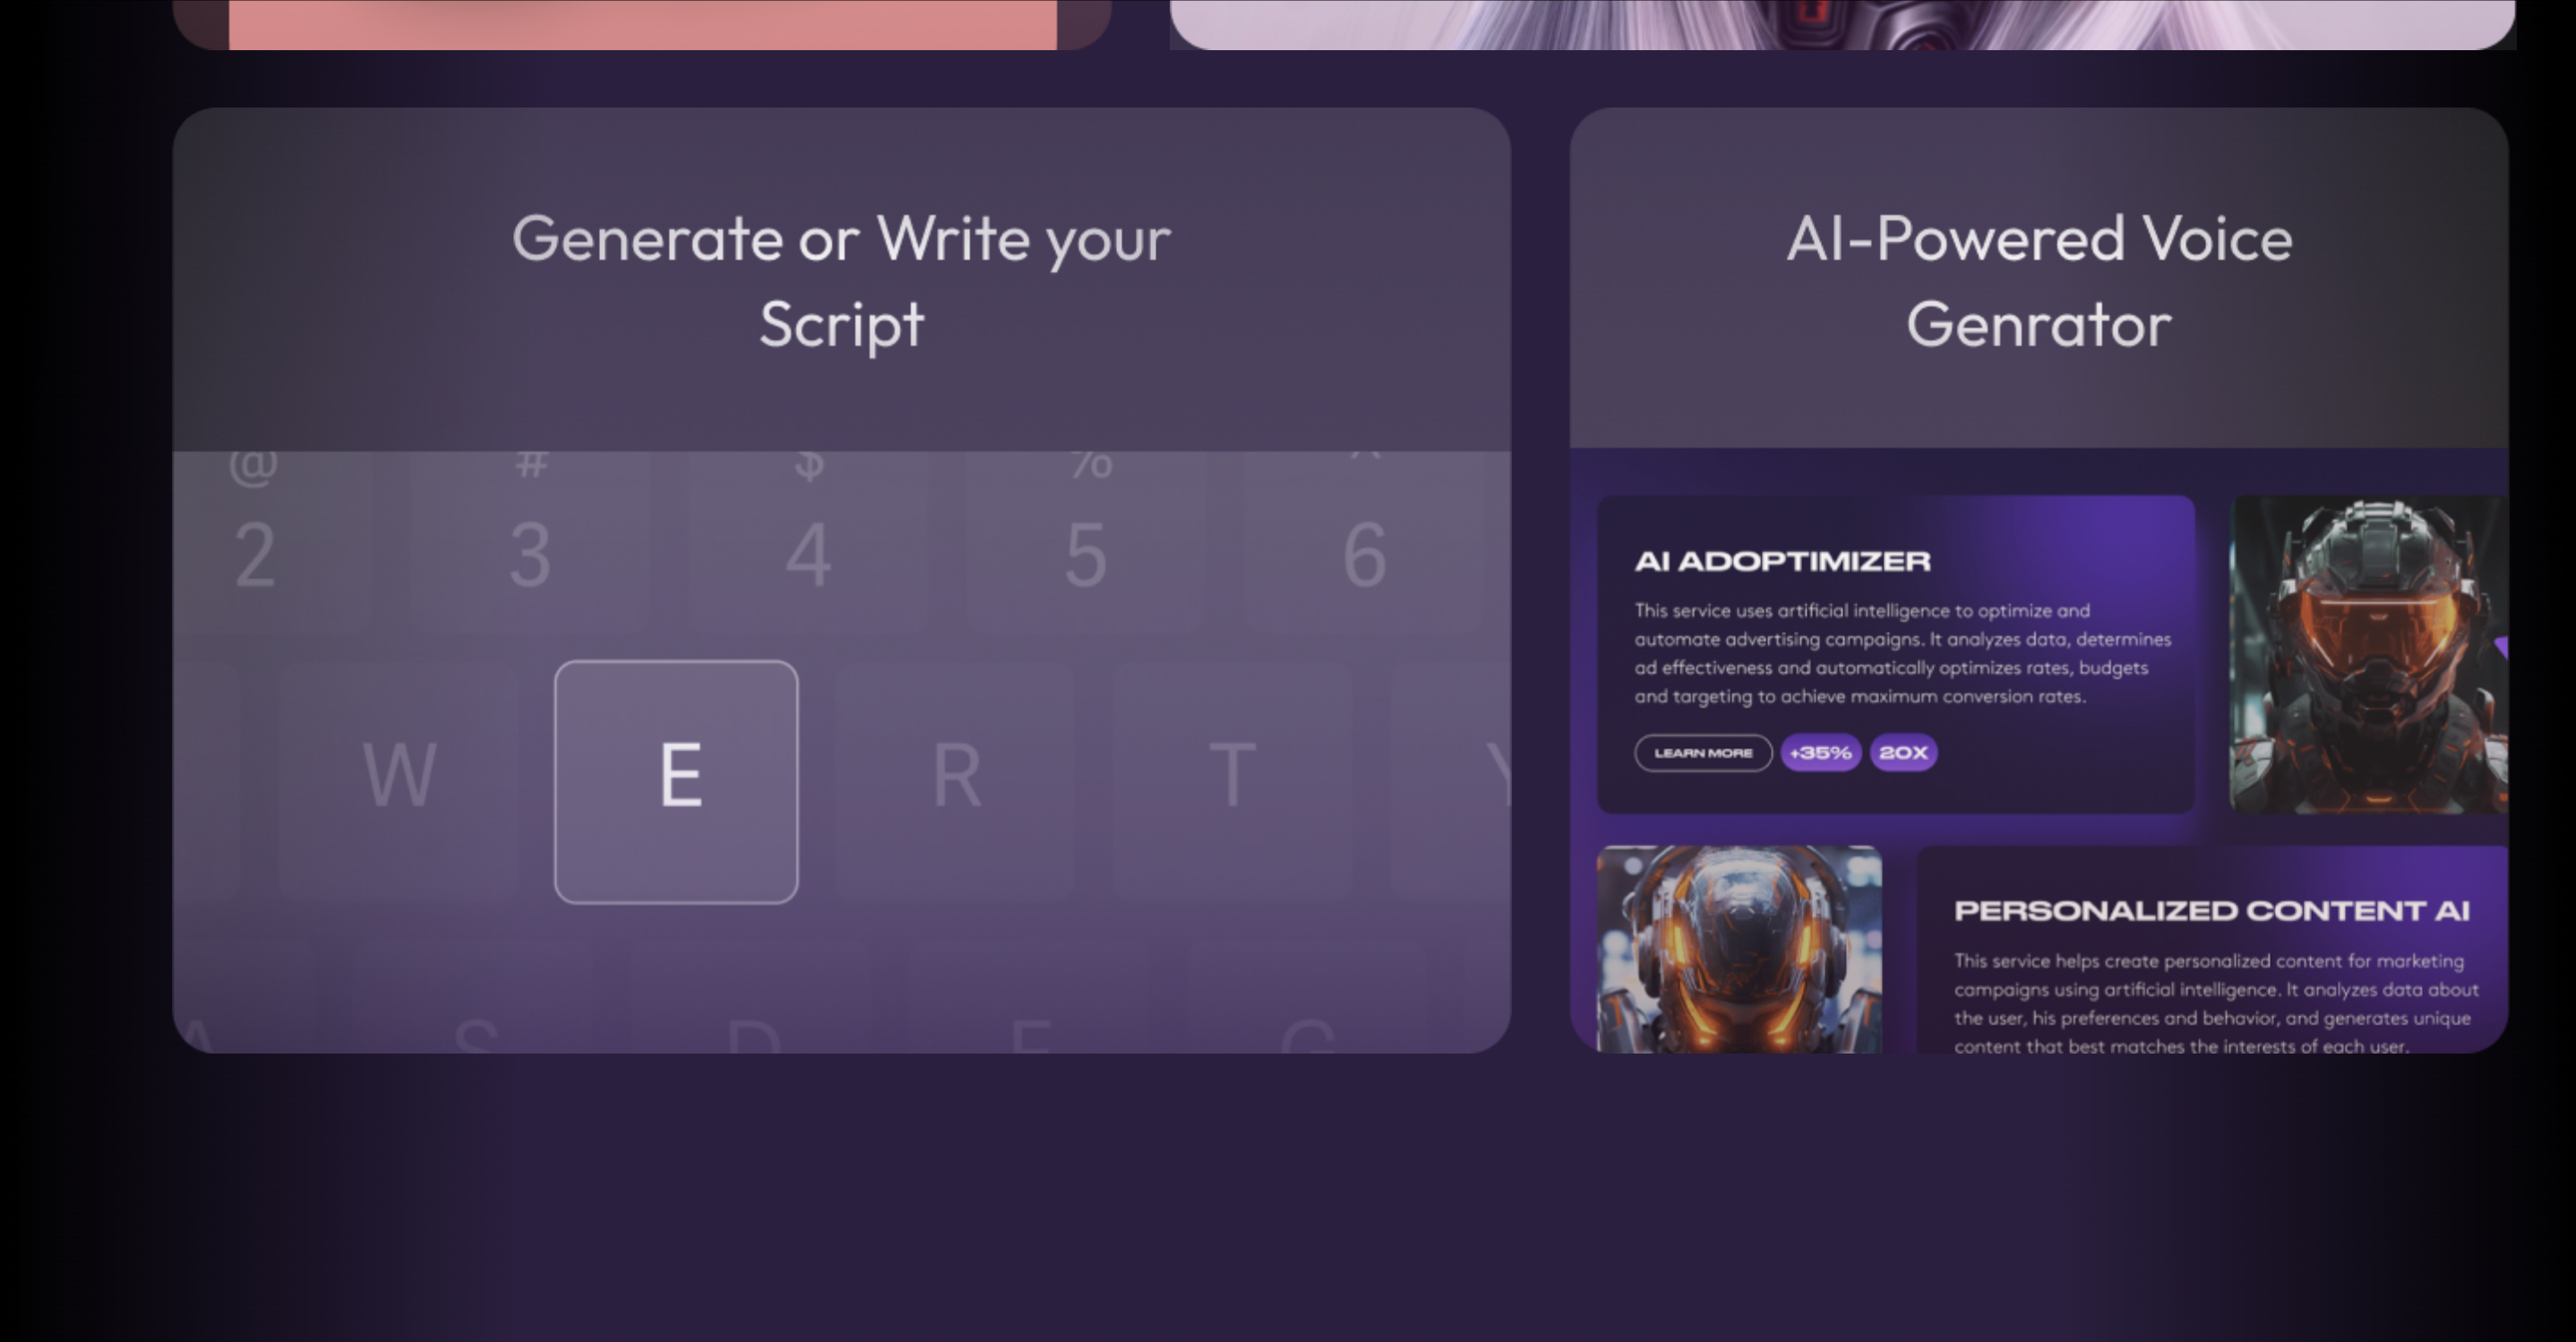 Generate or Write your
Script
@ # $ % ^
2 3 4 5 6
W E R T Y
A S D F G
AI-Powered Voice
Genrator
AI ADOPTIMIZER
This service uses artificial intelligence to optimize and
automate advertising campaigns. It analyzes data, determines
ad effectiveness and automatically optimizes rates, budgets
and targeting to achieve maximum conversion rates.
LEARN MORE +35% 20X
PERSONALIZED CONTENT AI
This service helps create personalized content for marketing
campaigns using artificial intelligence. It analyzes data about
the user, his preferences and behavior, and generates unique
content that best matches the interests of each user.